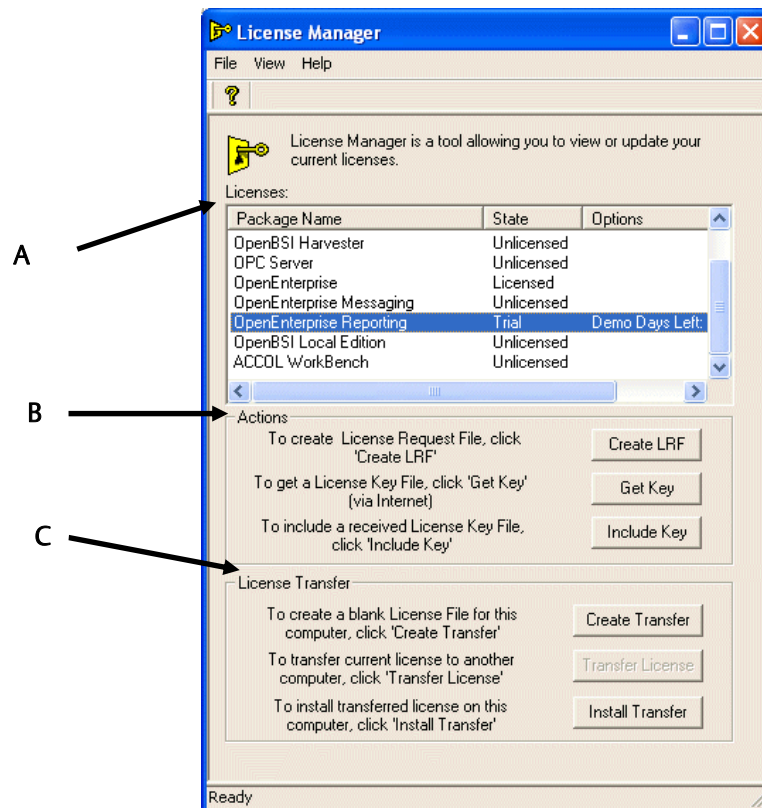 License Manager
File View Help
License Manager is a tool allowing you to view or update your
current licenses.
Licenses:
A
Package Name State Options
OpenBSI Harvester Unlicensed
OPC Server Unlicensed
OpenEnterprise Licensed
OpenEnterprise Messaging Unlicensed
OpenEnterprise Reporting Trial Demo Days Left:
OpenBSI Local Edition Unlicensed
ACCOL WorkBench Unlicensed
B
Actions
To create License Request File, click
'Create LRF'
Create LRF
To get a License Key File, click 'Get Key'
(via Internet)
Get Key
To include a received License Key File,
click 'Include Key'
Include Key
C
License Transfer
To create a blank License File for this
computer, click 'Create Transfer'
Create Transfer
To transfer current license to another
computer, click 'Transfer License'
Transfer License
To install transferred license on this
computer, click 'Install Transfer'
Install Transfer
Ready